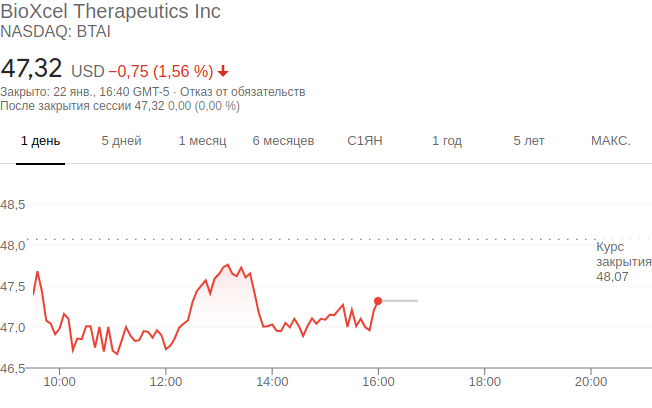 BioXcel Therapeutics Inc
NASDAQ: BTAI
47,32 USD −0,75 (1,56 %)
Закрыто: 22 янв., 16:40 GMT-5 · Отказ от обязательств
После закрытия сессии 47,32 0,00 (0,00 %)
1 день 5 дней 1 месяц 6 месяцев С1ЯН 1 год 5 лет МАКС.
48,5
48,0
Курс
закрытия
48,07
47,5
47,0
46,5
10:00 12:00 14:00 16:00 18:00 20:00